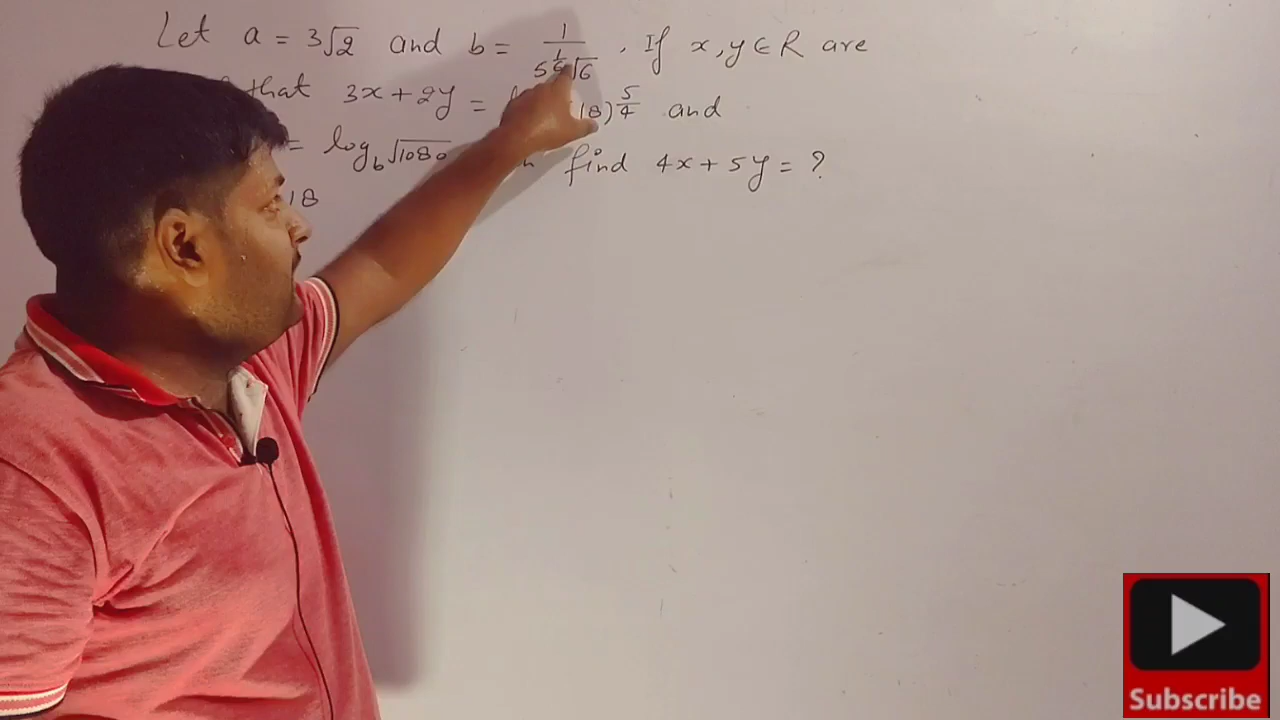 Let a = 3√2 and b = 1/(5^(1/6)√6) . If x, y ∈ R are
that 3x + 2y = 18)^(5/4) and
= log_b √1080 find 4x + 5y = ?
18
Subscribe